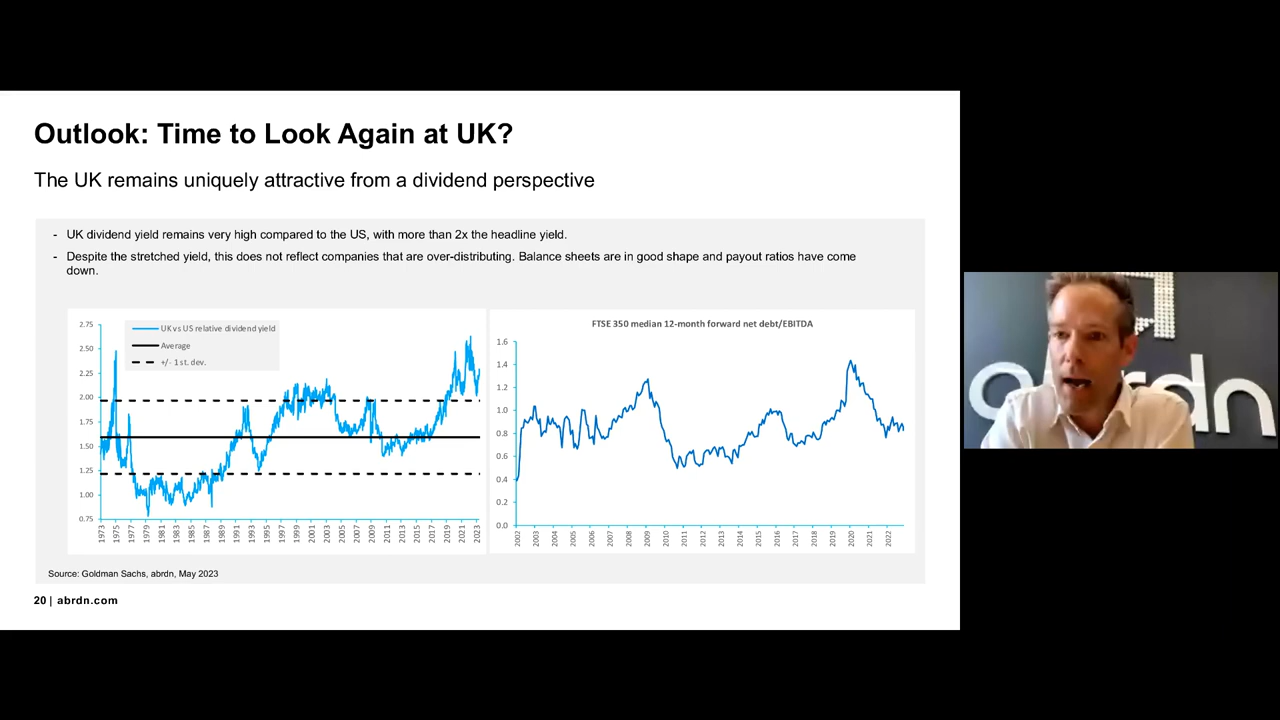 Outlook: Time to Look Again at UK?
The UK remains uniquely attractive from a dividend perspective
- UK dividend yield remains very high compared to the US, with more than 2x the headline yield.
- Despite the stretched yield, this does not reflect companies that are over-distributing. Balance sheets are in good shape and payout ratios have come
down.
UK vs US relative dividend yield
Average
+/- 1 st. dev.
2.75
2.50
2.25
2.00
1.75
1.50
1.25
1.00
0.75
1973 1975 1977 1979 1981 1983 1985 1987 1989 1991 1993 1995 1997 1999 2001 2003 2005 2007 2009 2011 2013 2015 2017 2019 2021 2023
FTSE 350 median 12-month forward net debt/EBITDA
1.6
1.4
1.2
1.0
0.8
0.6
0.4
0.2
0.0
2002 2003 2004 2005 2006 2007 2008 2009 2010 2011 2012 2013 2014 2015 2016 2017 2018 2019 2020 2021 2022
Source: Goldman Sachs, abrdn, May 2023
20 | abrdn.com
abrdn